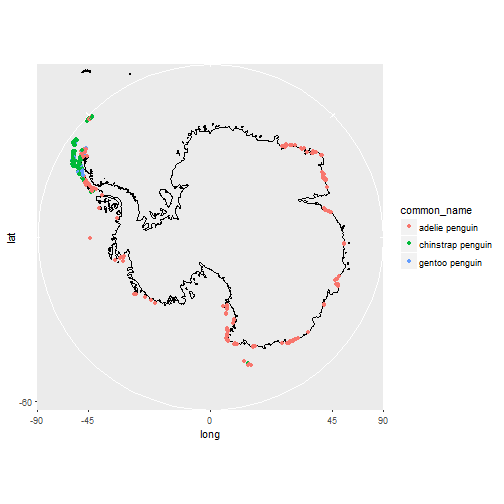 common_name
adelie penguin
chinstrap penguin
gentoo penguin
lat
-60
-90
-45
0
45
90
long